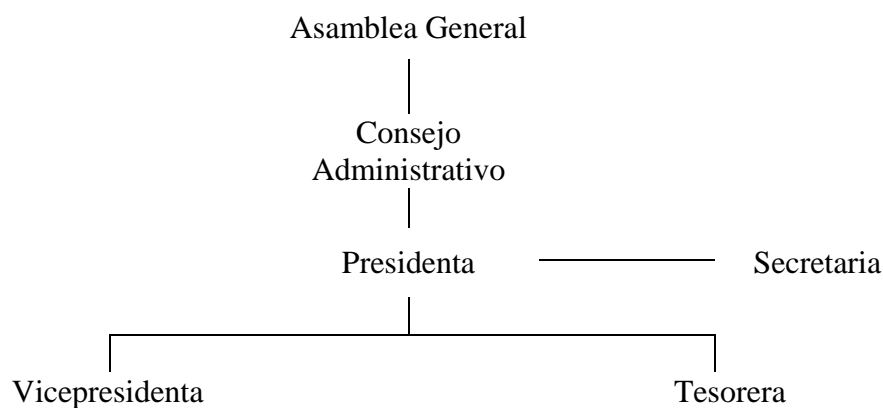 Asamblea General
Consejo
Administrativo
Presidenta
Secretaria
Vicepresidenta
Tesorera